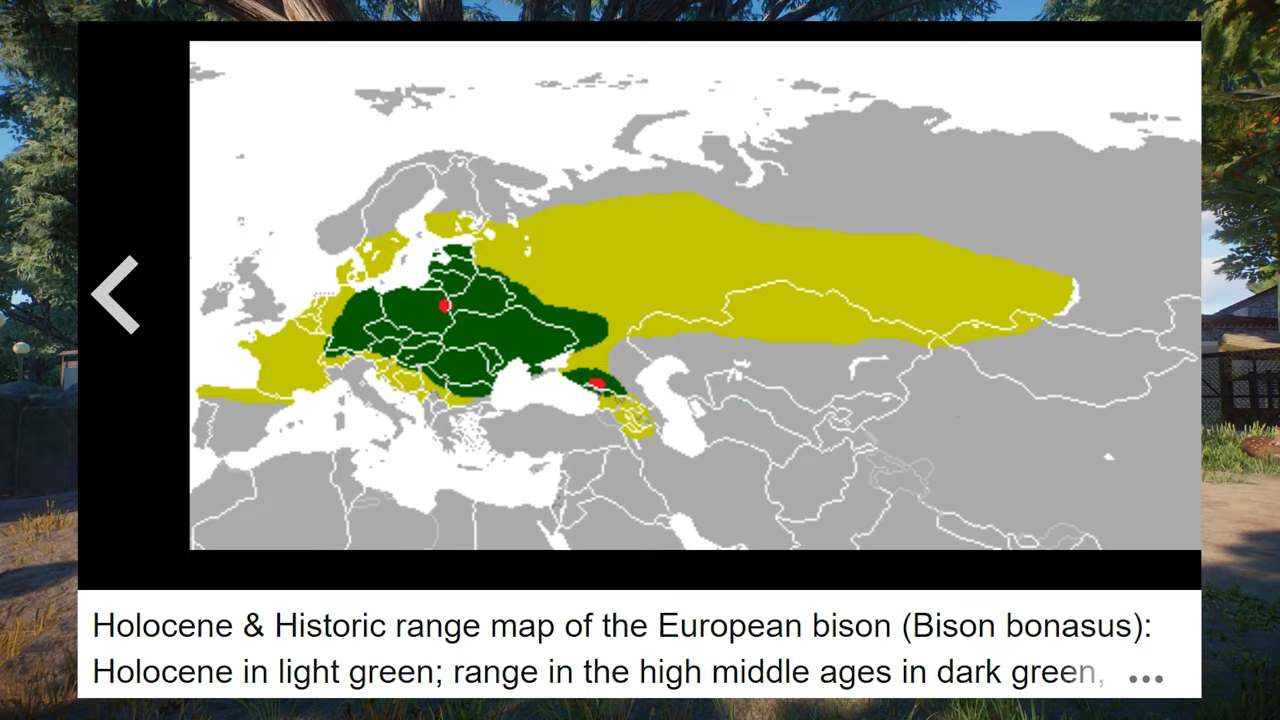 Holocene & Historic range map of the European bison (Bison bonasus):
Holocene in light green; range in the high middle ages in dark green, ...